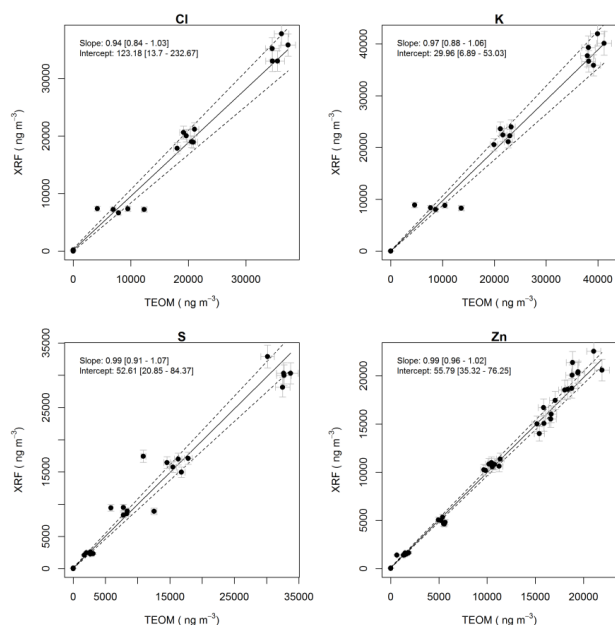 Cl
Slope: 0.94 [0.84 - 1.03]
Intercept: 123.18 [13.7 - 232.67]
XRF ( ng m⁻³)
0 10000 20000 30000
0 10000 20000 30000
TEOM ( ng m⁻³)
K
Slope: 0.97 [0.88 - 1.06]
Intercept: 29.96 [6.89 - 53.03]
XRF ( ng m⁻³)
0 10000 20000 30000 40000
0 10000 20000 30000 40000
TEOM ( ng m⁻³)
S
Slope: 0.99 [0.91 - 1.07]
Intercept: 52.61 [20.85 - 84.37]
XRF ( ng m⁻³)
0 5000 15000 25000 35000
0 5000 10000 15000 20000 25000 30000 35000
TEOM ( ng m⁻³)
Zn
Slope: 0.99 [0.96 - 1.02]
Intercept: 55.79 [35.32 - 76.25]
XRF ( ng m⁻³)
0 5000 10000 15000 20000
0 5000 10000 15000 20000
TEOM ( ng m⁻³)